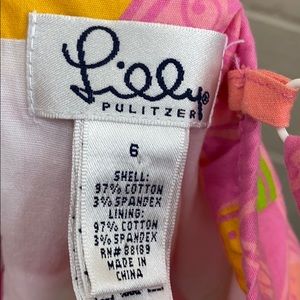 Lilly®
PULITZER
6
SHELL:
97% COTTON
3% SPANDEX
LINING:
97% COTTON
3% SPANDEX
RN# 88189
MADE IN
CHINA